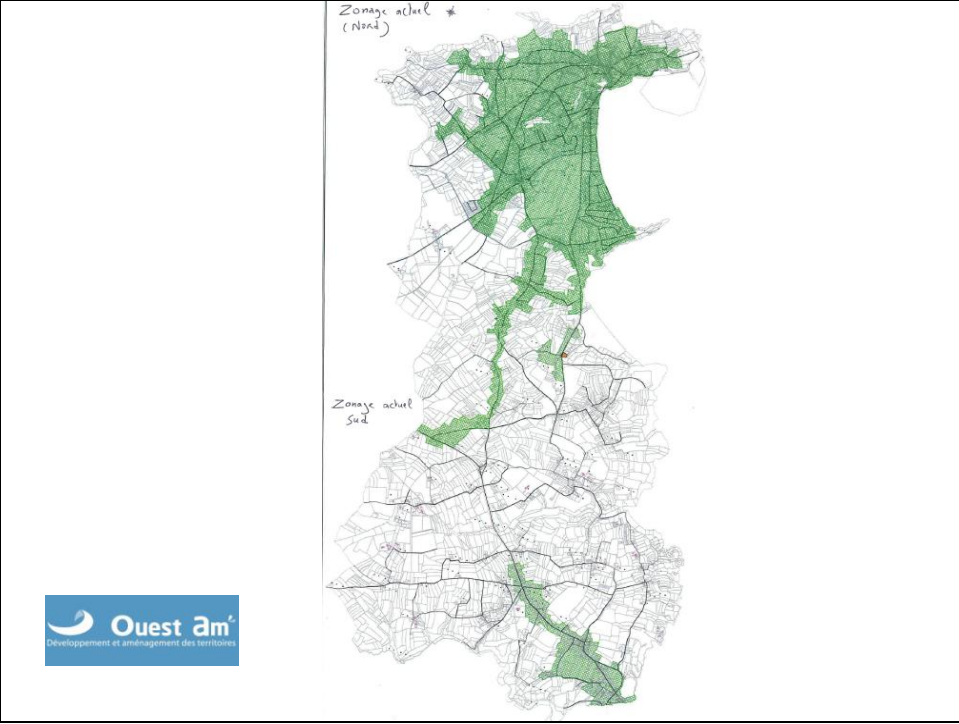 Zonage actuel *
(Nord)
Zonage actuel
Sud
Ouest am'
Développement et aménagement des territoires